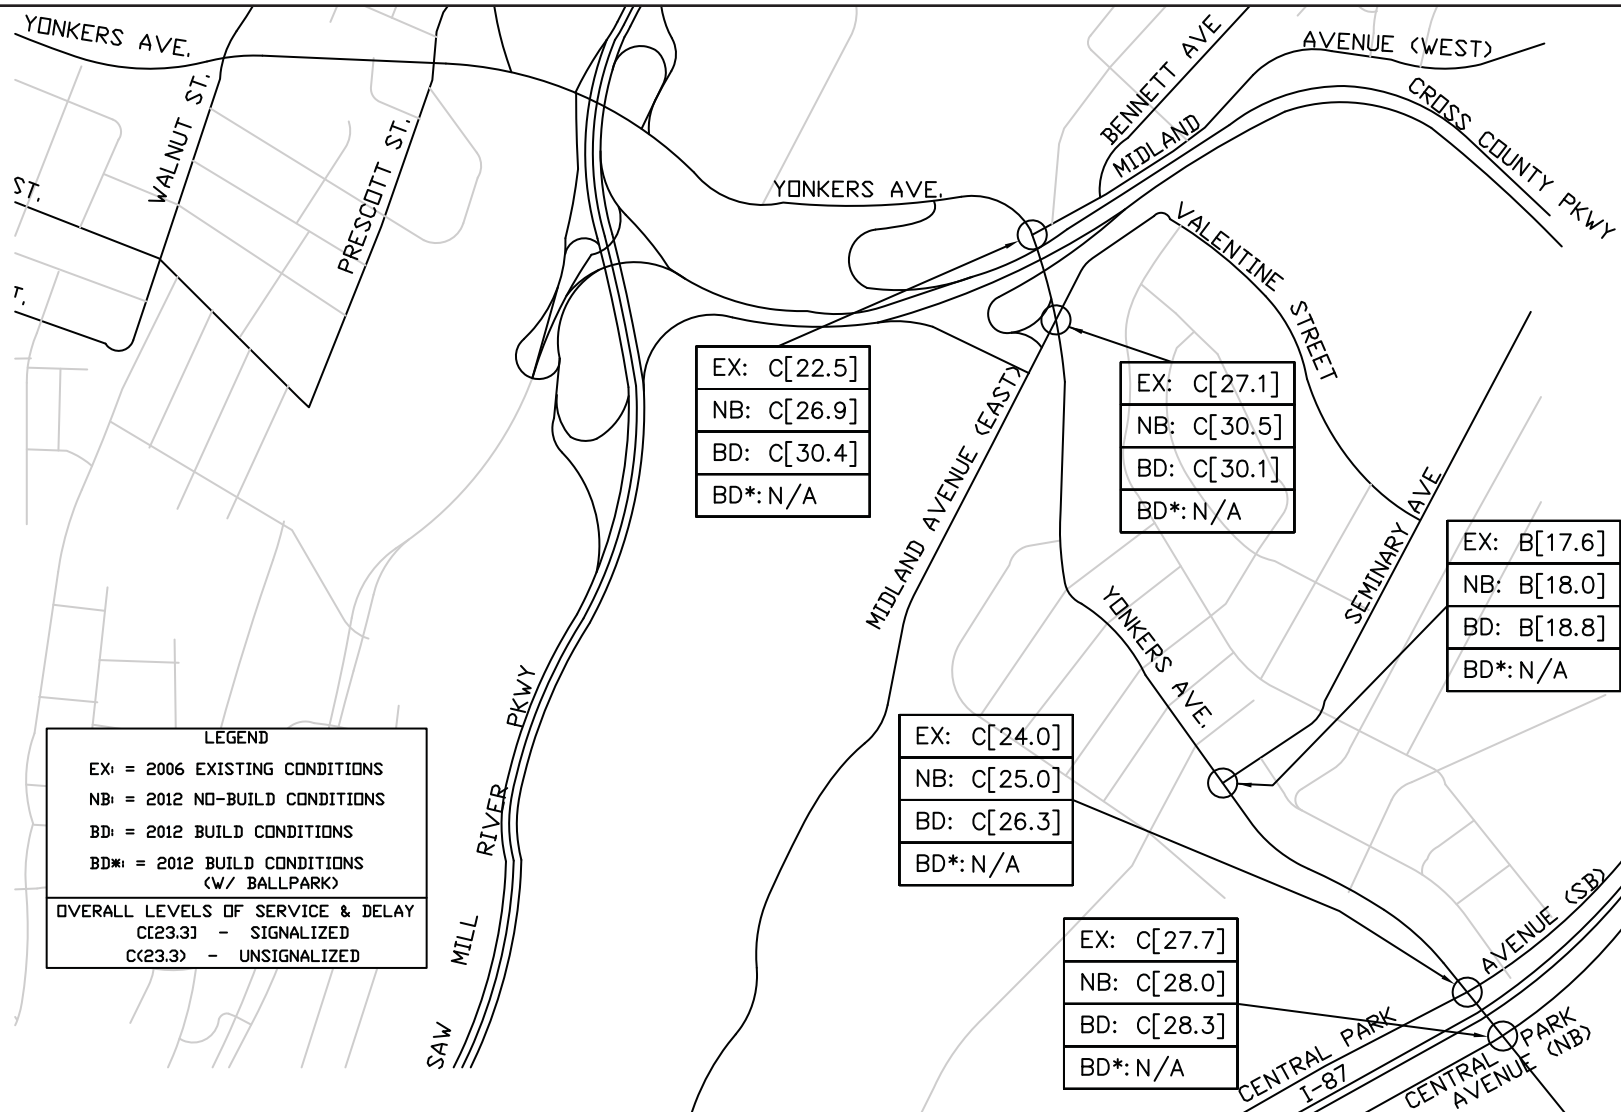 YONKERS AVE.
WALNUT ST.
PRESCOTT ST.
ST.
T.
YONKERS AVE.
BENNETT AVE
MIDLAND
AVENUE (WEST)
CROSS COUNTY PKWY
VALENTINE STREET
EX: C[22.5]
NB: C[26.9]
BD: C[30.4]
BD*: N/A
EX: C[27.1]
NB: C[30.5]
BD: C[30.1]
BD*: N/A
MIDLAND AVENUE (EAST)
SEMINARY AVE
YONKERS AVE.
EX: B[17.6]
NB: B[18.0]
BD: B[18.8]
BD*: N/A
EX: C[24.0]
NB: C[25.0]
BD: C[26.3]
BD*: N/A
EX: C[27.7]
NB: C[28.0]
BD: C[28.3]
BD*: N/A
SAW MILL RIVER PKWY
LEGEND
EX: = 2006 EXISTING CONDITIONS
NB: = 2012 NO-BUILD CONDITIONS
BD: = 2012 BUILD CONDITIONS
BD*: = 2012 BUILD CONDITIONS
(W/ BALLPARK)
OVERALL LEVELS OF SERVICE & DELAY
C[23.3] - SIGNALIZED
C(23.3) - UNSIGNALIZED
CENTRAL PARK
AVENUE (SB)
I-87
CENTRAL PARK
AVENUE (NB)